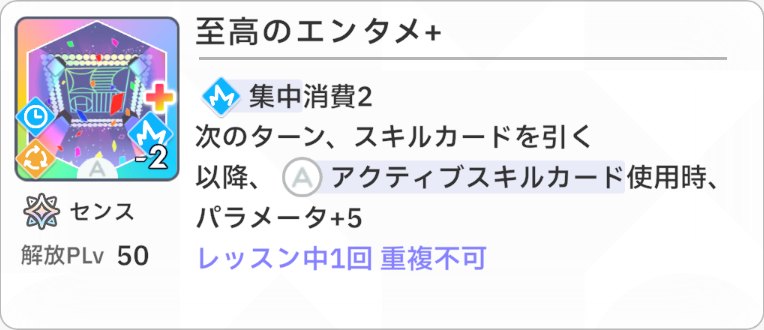 至高のエンタメ+
集中消費2
次のターン、スキルカードを引く
以降、Aアクティブスキルカード使用時、
パラメータ+5
レッスン中1回 重複不可
-2
A
センス
解放PLv 50